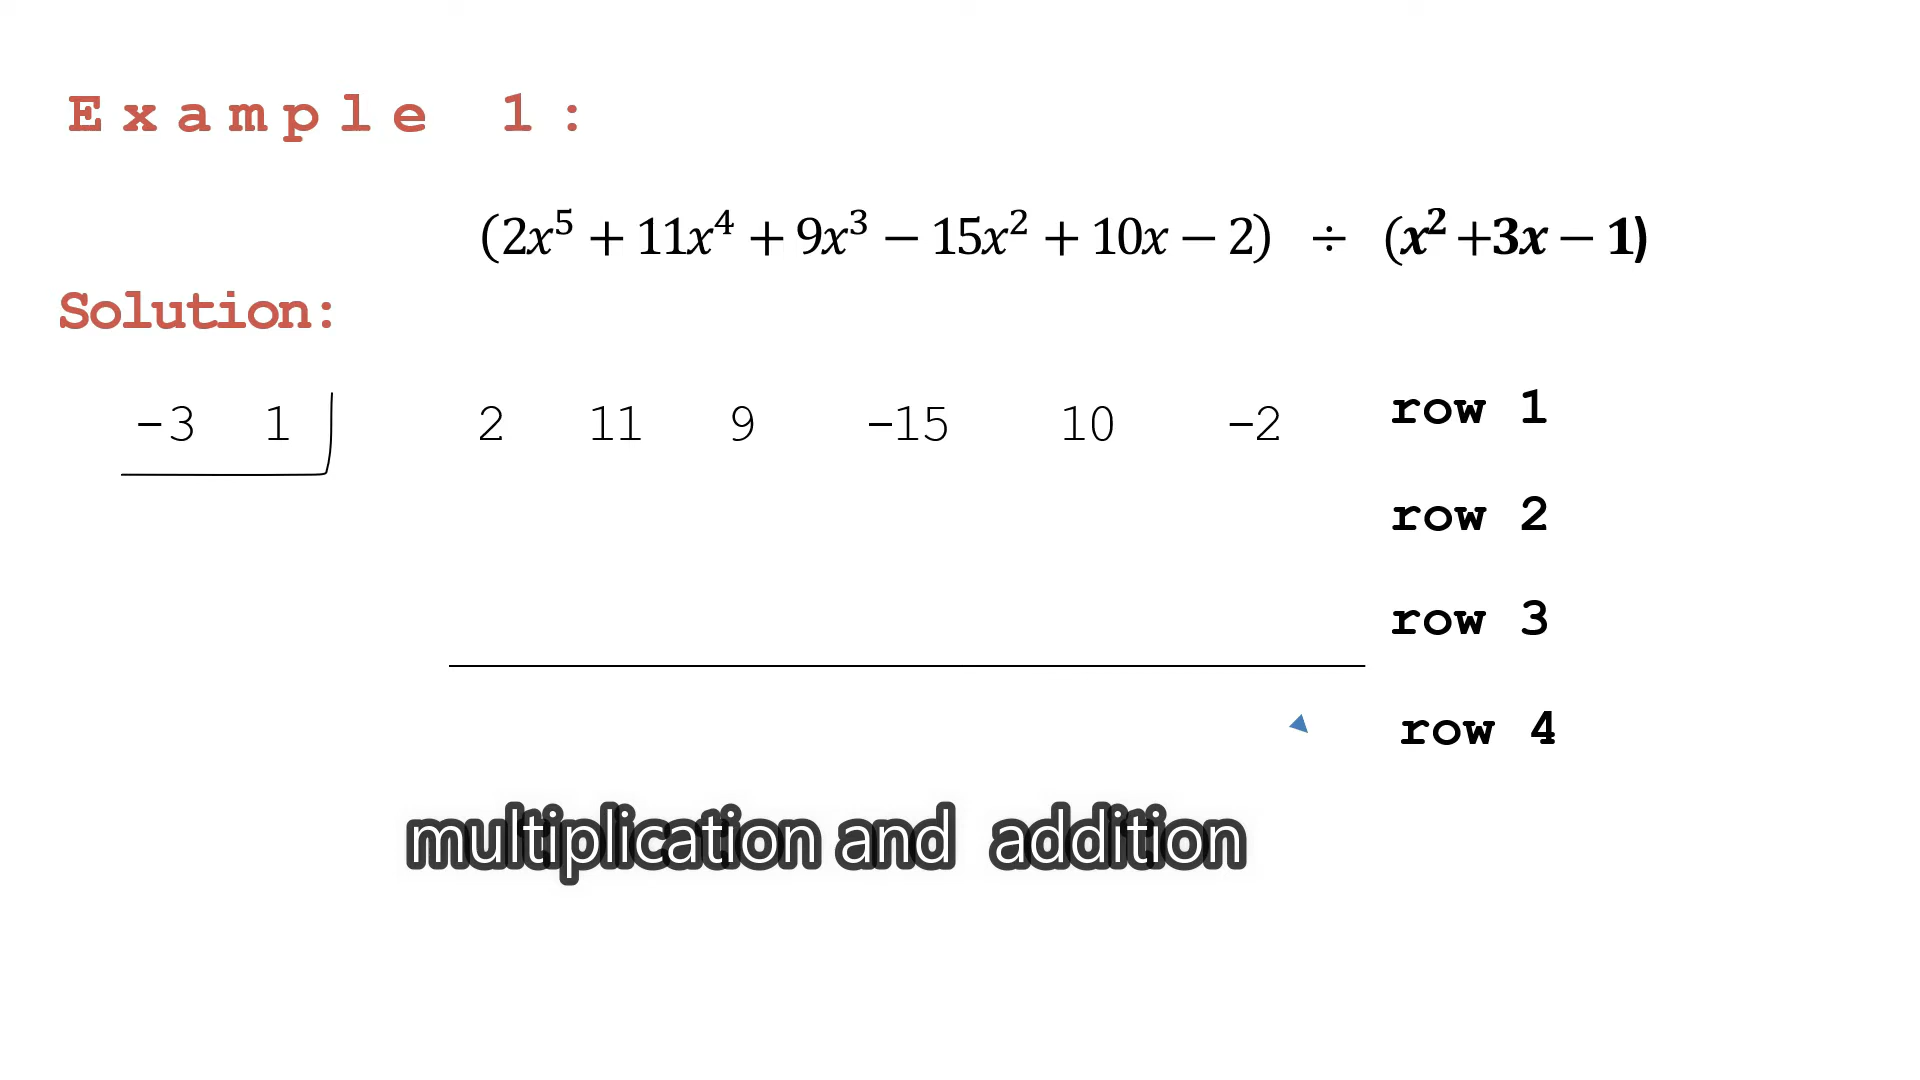 Example 1:
(2x⁵ + 11x⁴ + 9x³ − 15x² + 10x − 2) ÷ (x² +3x − 1)
Solution:
-3 1 2 11 9 -15 10 -2 row 1
row 2
row 3
row 4
multiplication and addition